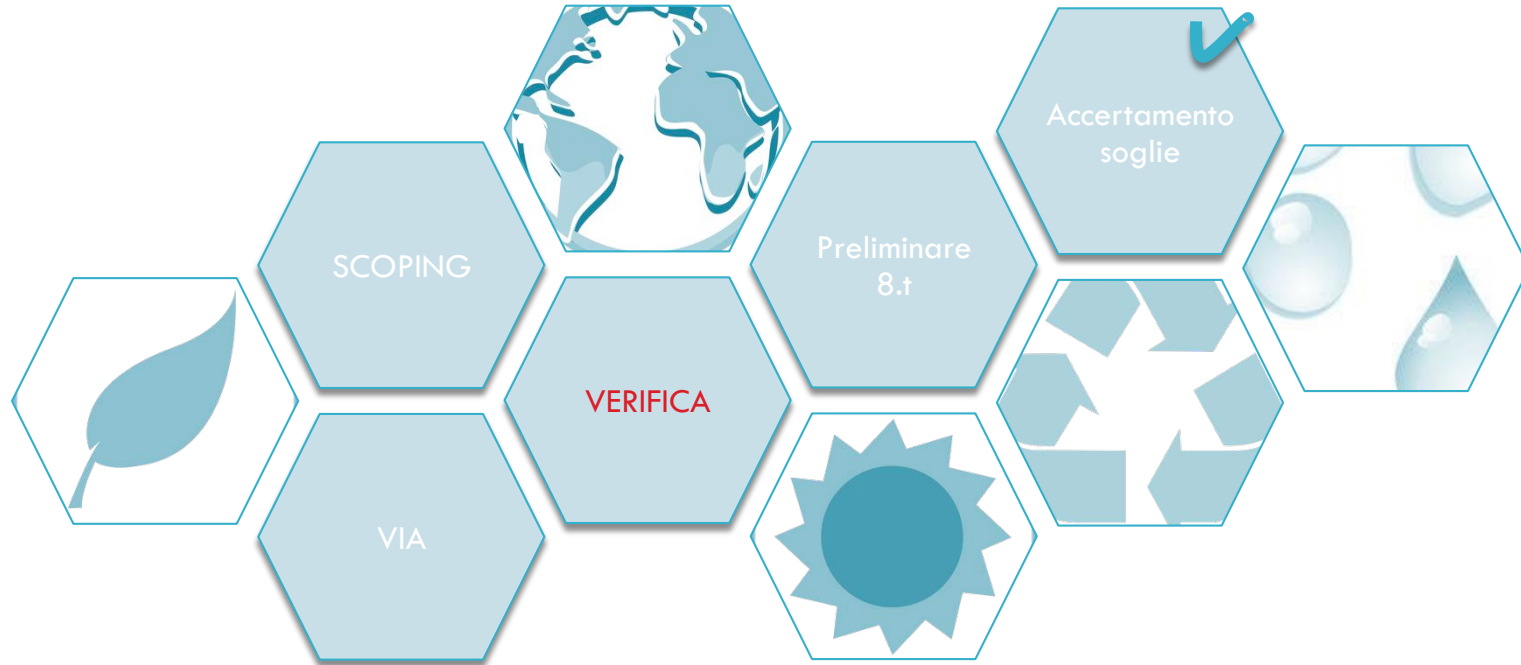 Accertamento
soglie
SCOPING
Preliminare
8.t
VERIFICA
VIA